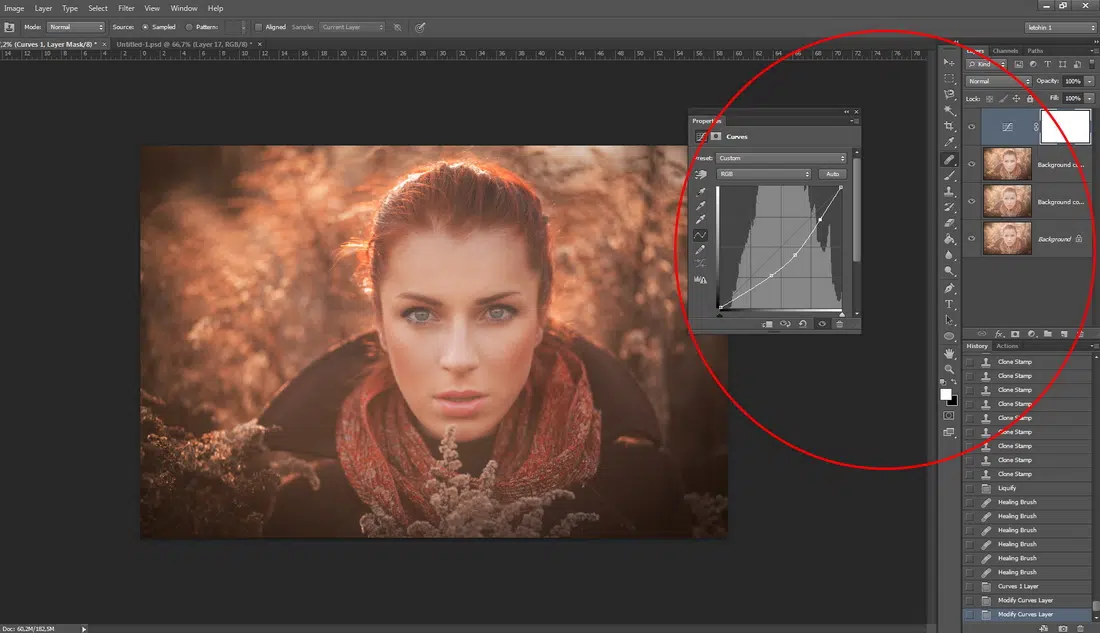 Image Layer Type Select Filter View Window Help
Mode: Normal Source: Sampled Pattern: Aligned Sample: Current Layer
letohin 1
,2% (Curves 1, Layer Mask/8) * × Untitled-1.psd @ 66,7% (Layer 17, RGB/8) * ×
14 12 10 8 6 4 2 0 2 4 6 8 10 12 14 16 18 20 22 24 26 28 30 32 34 36 38 40 42 44 46 48 50 52 54 56 58 60 62 64 66 68 70 72 74 76 78
Layers Channels Paths
Kind
Normal Opacity: 100%
Lock: Fill: 100%
Background co...
Background co...
Background
Properties
Curves
Preset: Custom
RGB Auto
History Actions
Clone Stamp
Clone Stamp
Clone Stamp
Clone Stamp
Clone Stamp
Clone Stamp
Clone Stamp
Clone Stamp
Clone Stamp
Liquify
Healing Brush
Healing Brush
Healing Brush
Healing Brush
Healing Brush
Healing Brush
Curves 1 Layer
Modify Curves Layer
Modify Curves Layer
Doc: 60,2M/182,5M